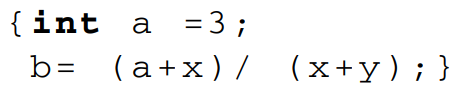 {int a =3;
b= (a+x)/ (x+y);}